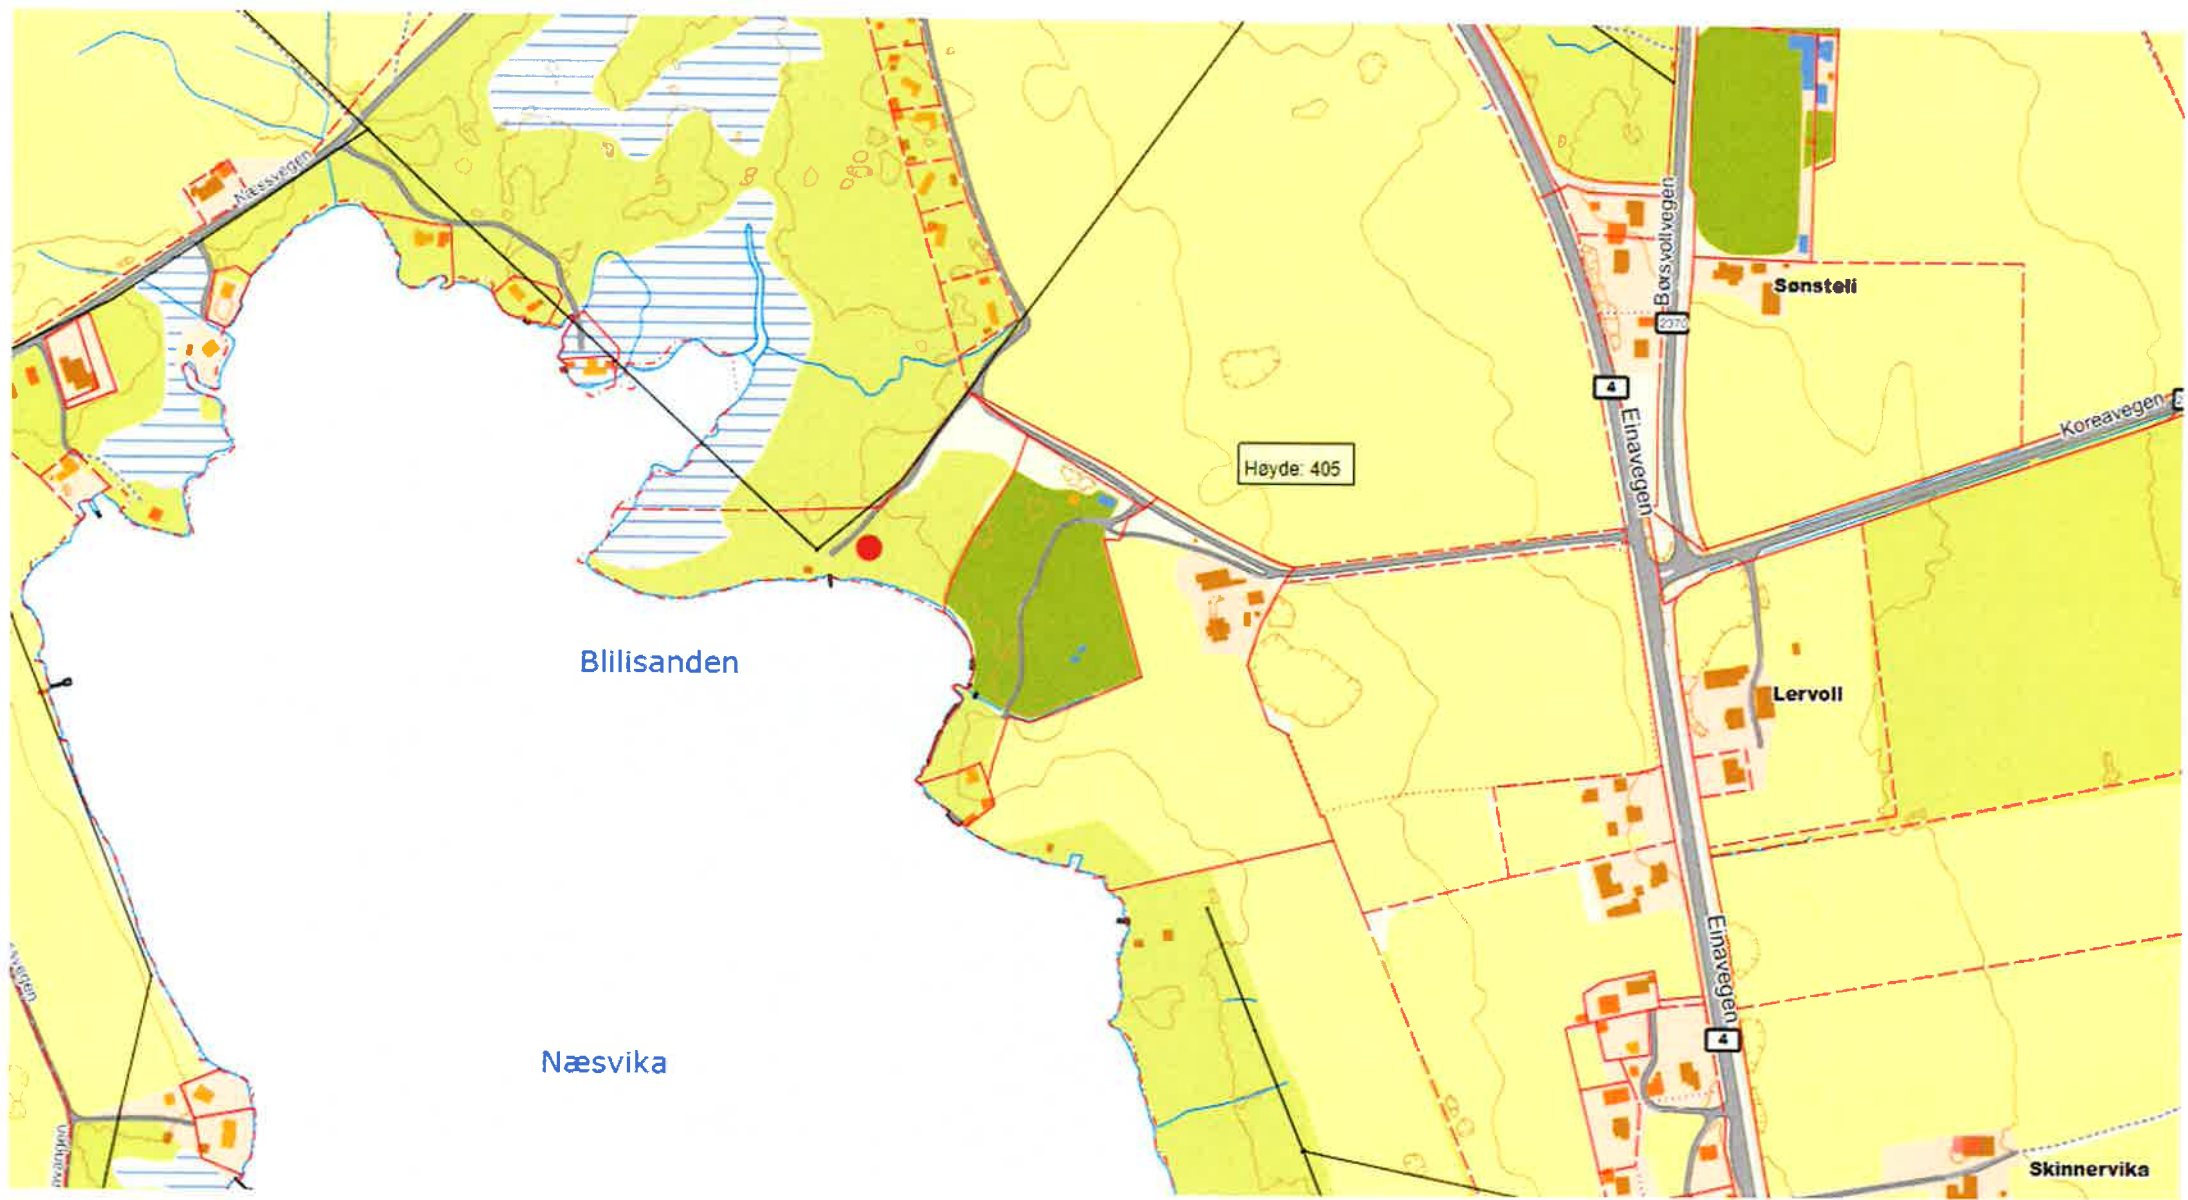 Næssvegen
Børsvollvegen
Sønsteli
2370
4
Einavegen
Koreavegen
Høyde: 405
Blilisanden
Lervoll
Einavegen
4
Næsvika
Skinnervika